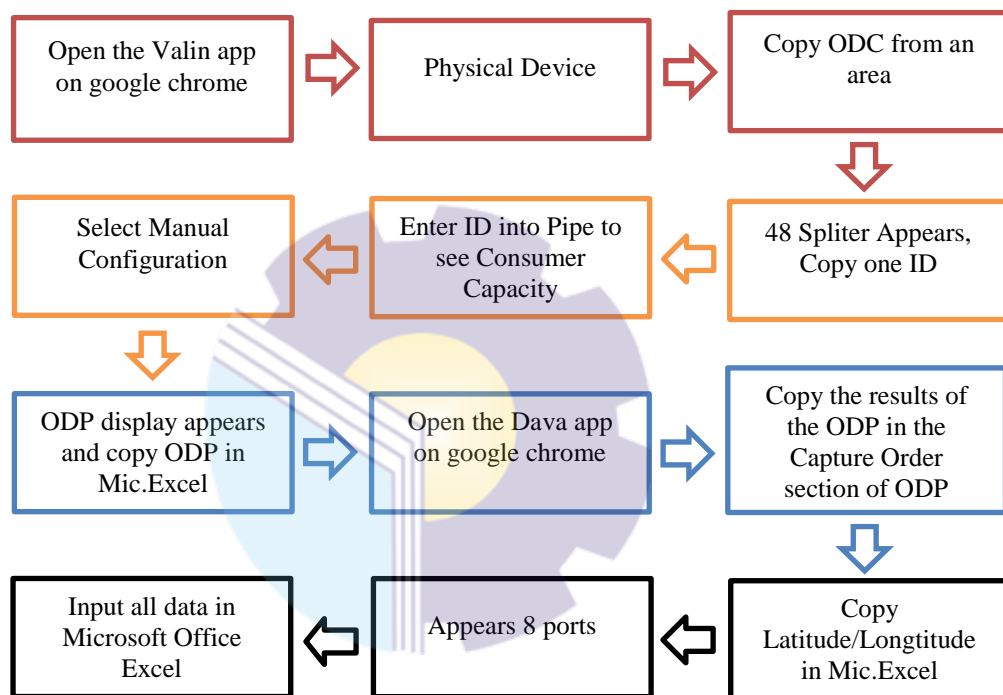 Open the Valin app
on google chrome
Physical Device
Copy ODC from an
area
48 Spliter Appears,
Copy one ID
Enter ID into Pipe to
see Consumer
Capacity
Select Manual
Configuration
ODP display appears
and copy ODP in
Mic.Excel
Open the Dava app
on google chrome
Copy the results of
the ODP in the
Capture Order
section of ODP
Copy
Latitude/Longtitude
in Mic.Excel
Appears 8 ports
Input all data in
Microsoft Office
Excel